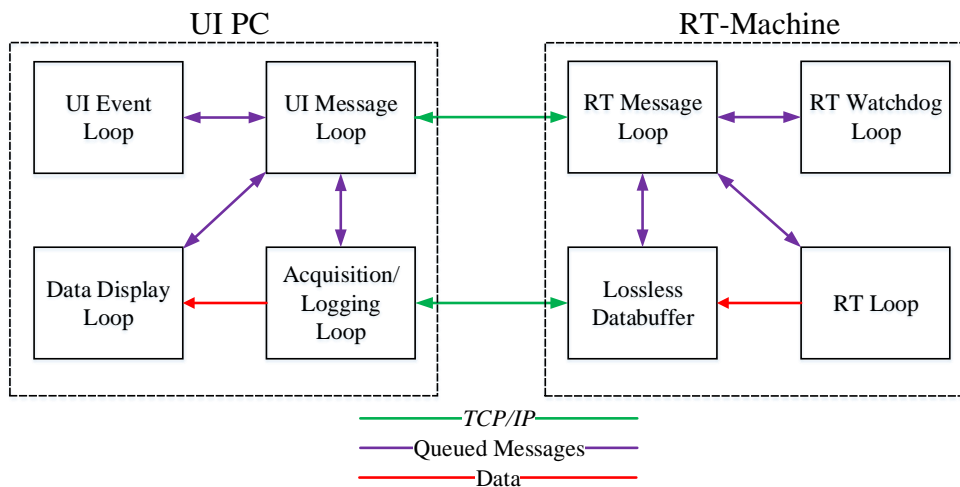 UI PC
RT-Machine
UI Event
Loop
UI Message
Loop
RT Message
Loop
RT Watchdog
Loop
Data Display
Loop
Acquisition/
Logging
Loop
Lossless
Databuffer
RT Loop
TCP/IP
Queued Messages
Data